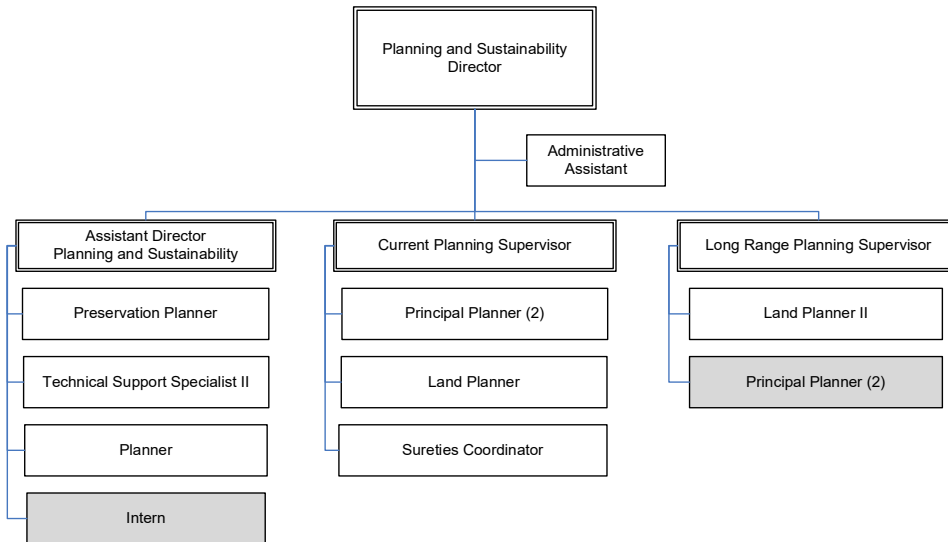 Planning and Sustainability
Director
Administrative
Assistant
Assistant Director
Planning and Sustainability
Preservation Planner
Technical Support Specialist II
Planner
Intern
Current Planning Supervisor
Principal Planner (2)
Land Planner
Sureties Coordinator
Long Range Planning Supervisor
Land Planner II
Principal Planner (2)